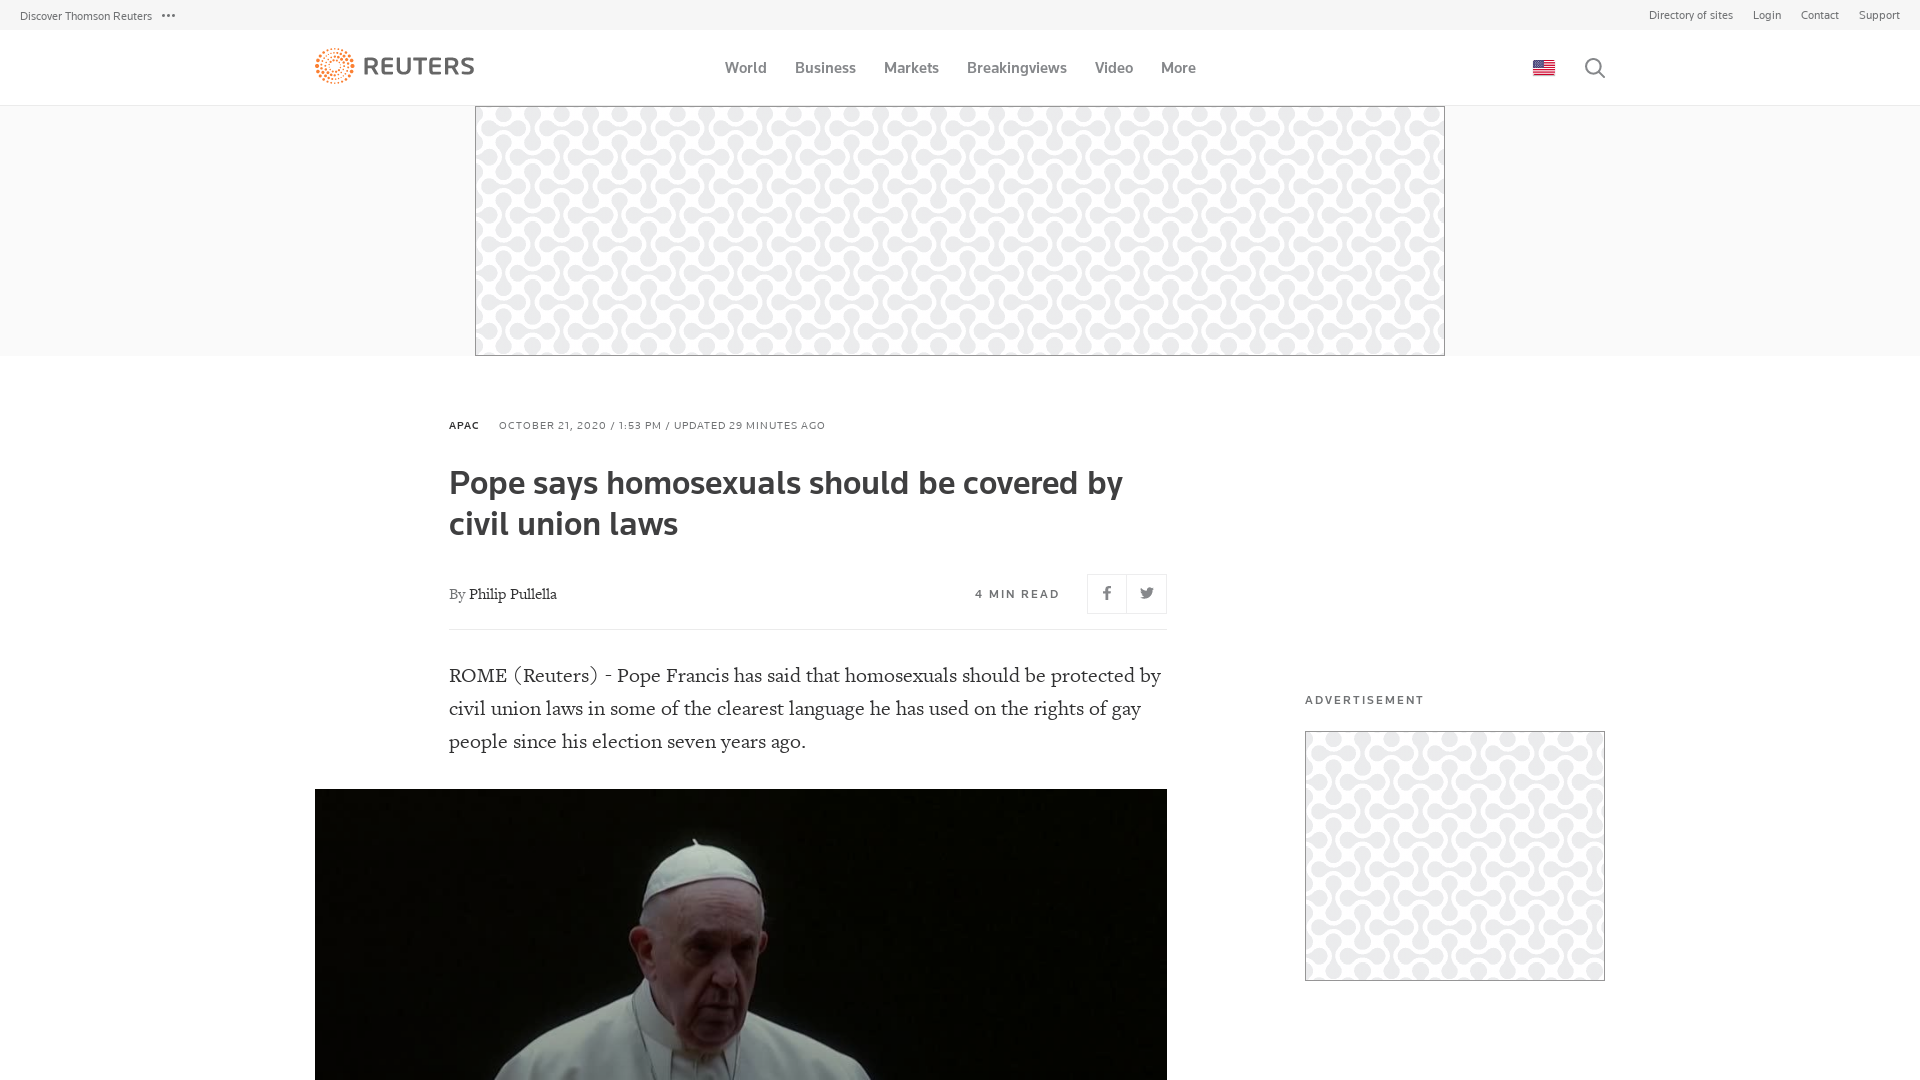 Discover Thomson Reuters
Directory of sites Login Contact Support
REUTERS
World Business Markets Breakingviews Video More
APAC OCTOBER 21, 2020 / 1:53 PM / UPDATED 29 MINUTES AGO
Pope says homosexuals should be covered by
civil union laws
By Philip Pullella
4 MIN READ
ROME (Reuters) - Pope Francis has said that homosexuals should be protected by
civil union laws in some of the clearest language he has used on the rights of gay
people since his election seven years ago.
ADVERTISEMENT